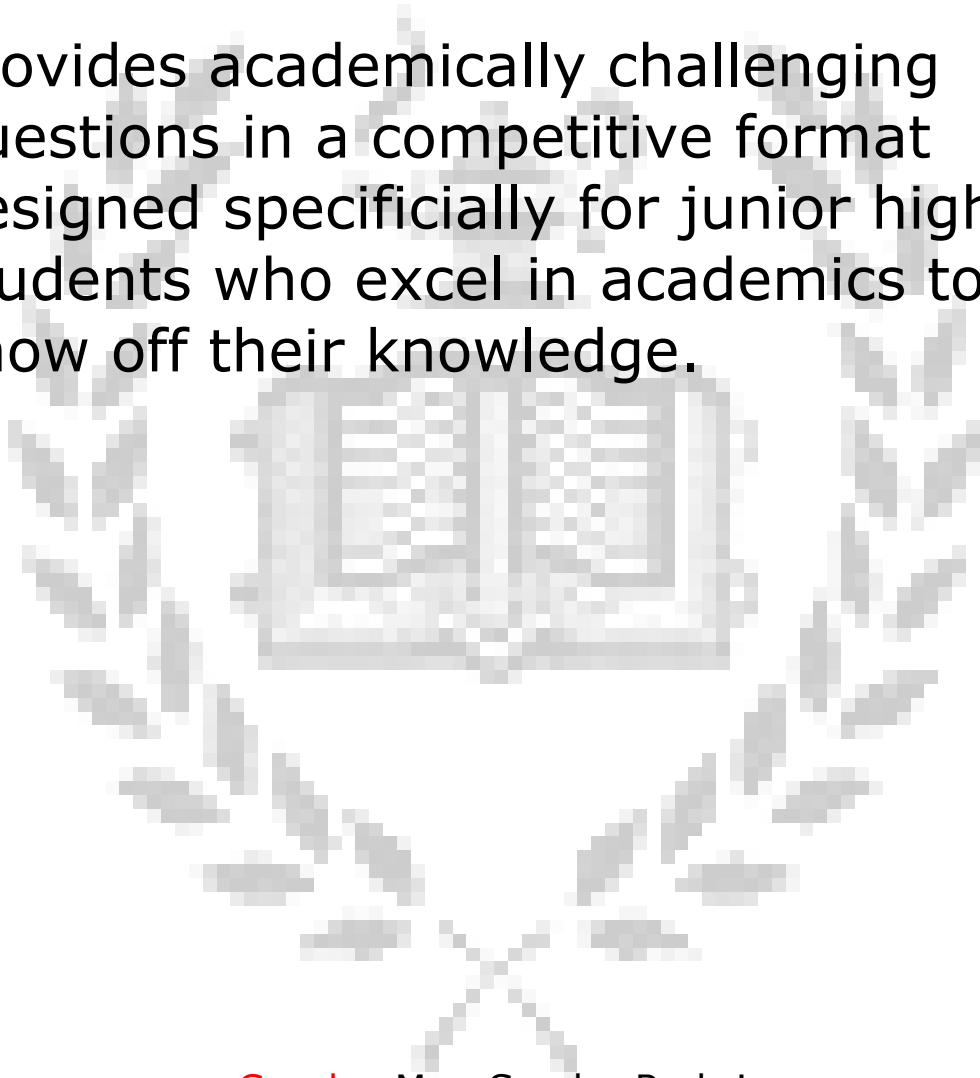 ovides academically challenging
uestions in a competitive format
esigned specificially for junior high
udents who excel in academics to
ow off their knowledge.